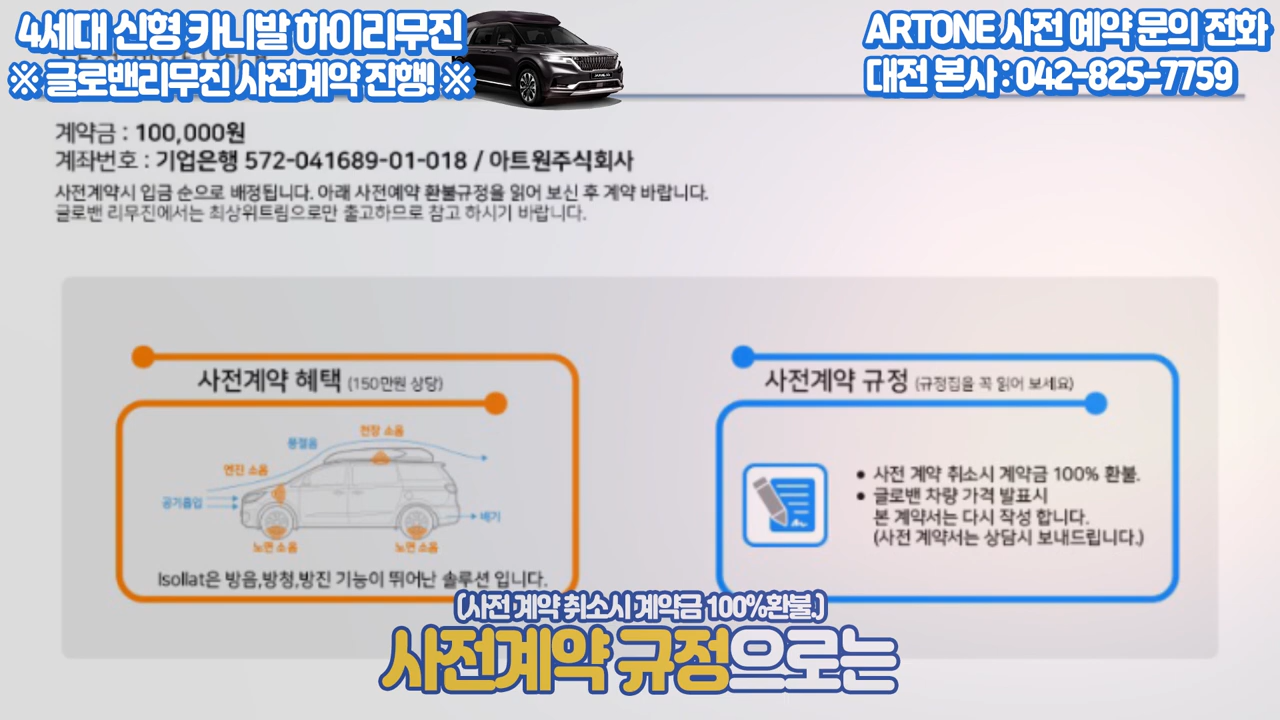 4세대 신형 카니발 하이리무진
※ 글로밴리무진 사전계약 진행! ※
ARTONE 사전 예약 문의 전화
대전 본사 : 042-825-7759
계약금 : 100,000원
계좌번호 : 기업은행 572-041689-01-018 / 아트원주식회사
사전계약시 입금 순으로 배정됩니다. 아래 사전예약 환불규정을 읽어 보신 후 계약 바랍니다.
글로밴 리무진에서는 최상위트림으로만 출고하므로 참고 하시기 바랍니다.
사전계약 혜택 (150만원 상당)
천장 소음
풍절음
엔진 소음
공기흡입
배기
노면 소음
노면 소음
Isollat은 방음,방청,방진 기능이 뛰어난 솔루션 입니다.
사전계약 규정 (규정집을 꼭 읽어 보세요)
• 사전 계약 취소시 계약금 100% 환불.
• 글로밴 차량 가격 발표시
본 계약서는 다시 작성 합니다.
(사전 계약서는 상담시 보내드립니다.)
(사전 계약 취소시 계약금 100%환불.)
사전계약 규정으로는